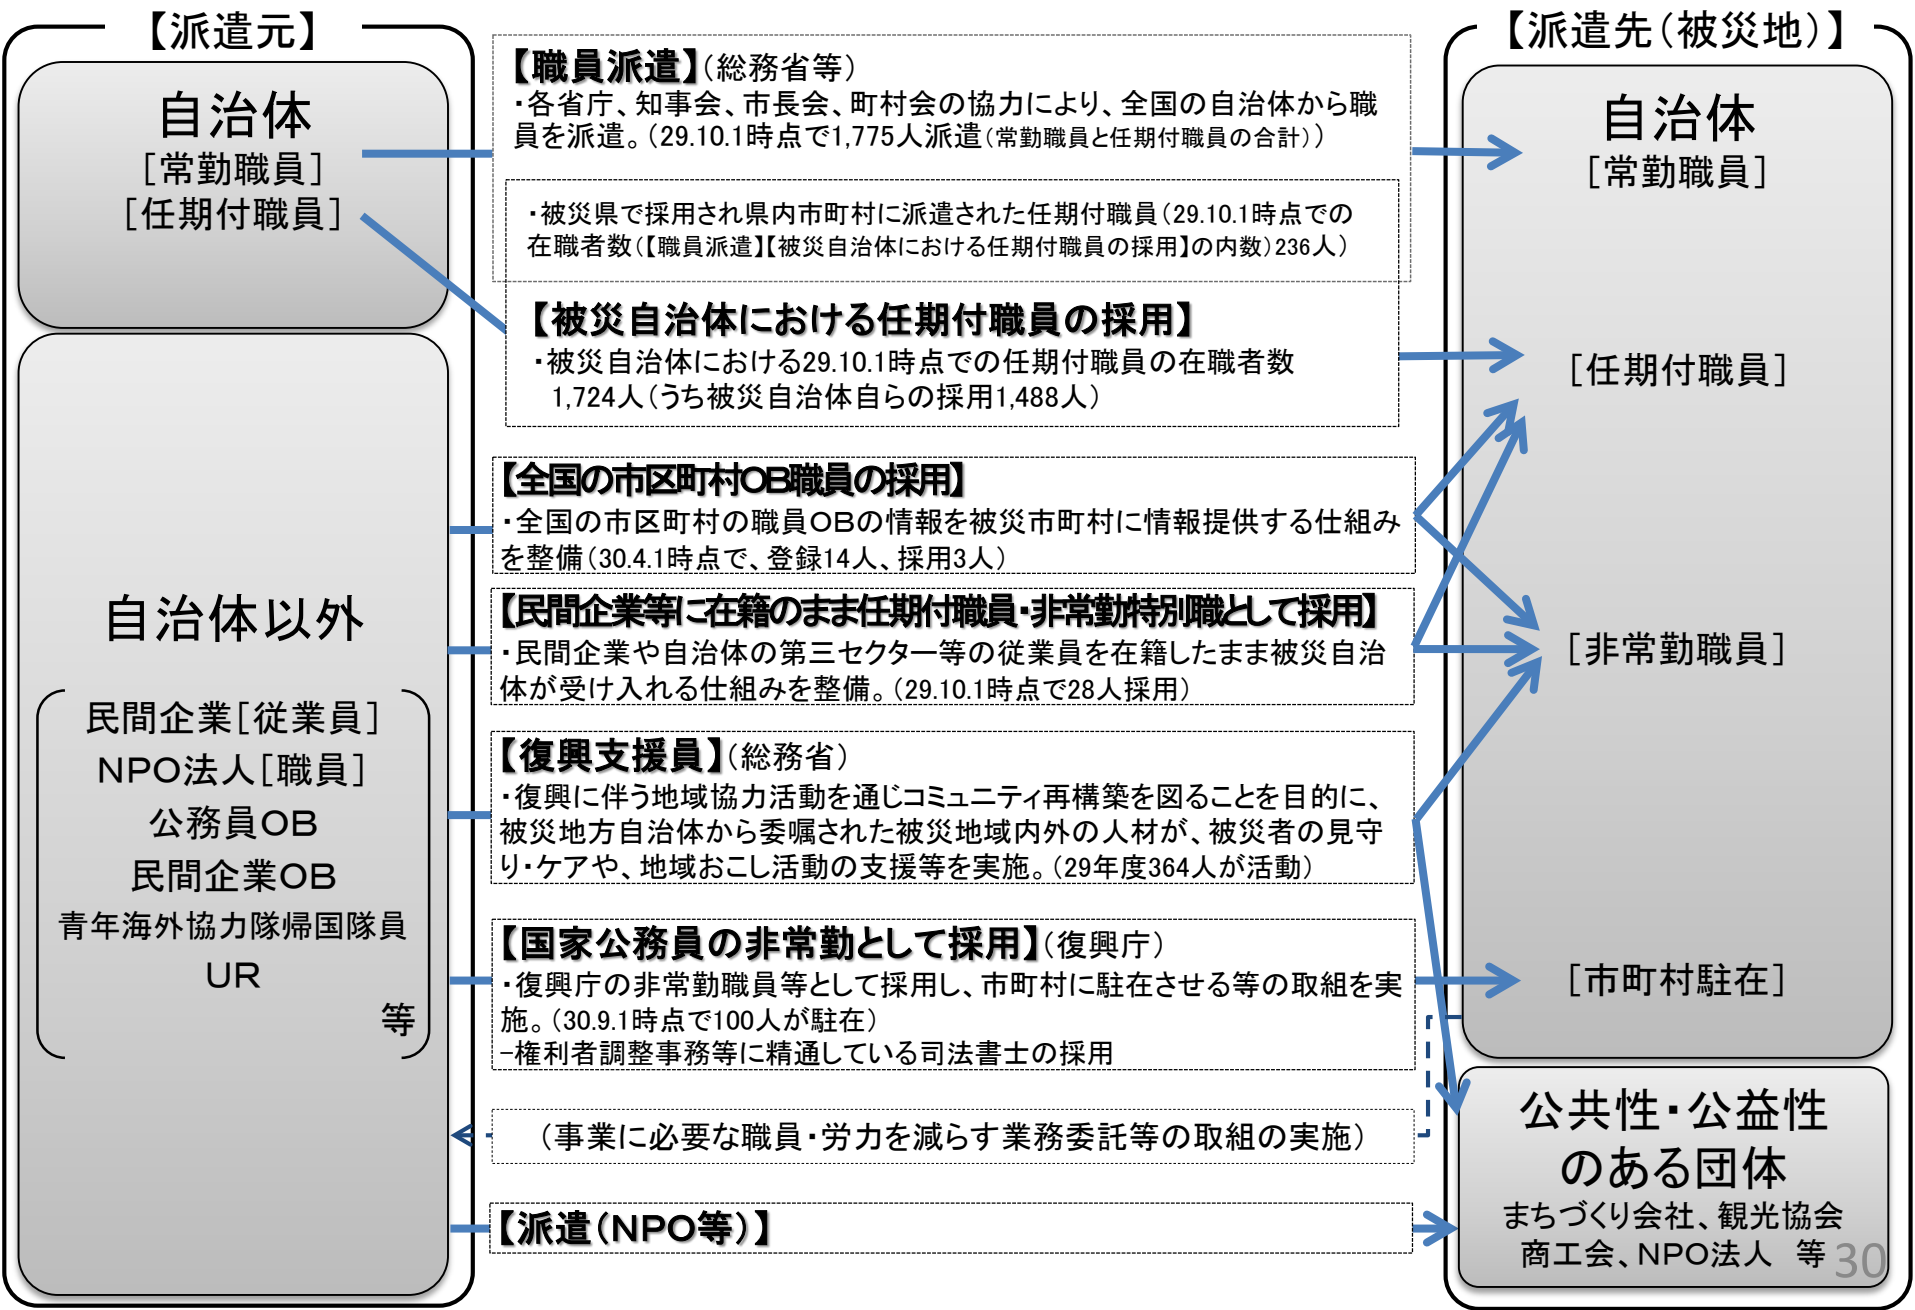 【派遣元】
自治体
[常勤職員]
[任期付職員]
自治体以外
民間企業[従業員]
NPO法人[職員]
公務員OB
民間企業OB
青年海外協力隊帰国隊員
UR
等
【職員派遣】(総務省等)
・各省庁、知事会、市長会、町村会の協力により、全国の自治体から職
員を派遣。(29.10.1時点で1,775人派遣(常勤職員と任期付職員の合計))
・被災県で採用され県内市町村に派遣された任期付職員(29.10.1時点での
在職者数(【職員派遣】【被災自治体における任期付職員の採用】の内数)236人)
【被災自治体における任期付職員の採用】
・被災自治体における29.10.1時点での任期付職員の在職者数
1,724人(うち被災自治体自らの採用1,488人)
【全国の市区町村OB職員の採用】
・全国の市区町村の職員OBの情報を被災市町村に情報提供する仕組み
を整備(30.4.1時点で、登録14人、採用3人)
【民間企業等に在籍のまま任期付職員・非常勤特別職として採用】
・民間企業や自治体の第三セクター等の従業員を在籍したまま被災自治
体が受け入れる仕組みを整備。(29.10.1時点で28人採用)
【復興支援員】(総務省)
・復興に伴う地域協力活動を通じコミュニティ再構築を図ることを目的に、
被災地方自治体から委嘱された被災地域内外の人材が、被災者の見守
り・ケアや、地域おこし活動の支援等を実施。(29年度364人が活動)
【国家公務員の非常勤として採用】(復興庁)
・復興庁の非常勤職員等として採用し、市町村に駐在させる等の取組を実
施。(30.9.1時点で100人が駐在)
-権利者調整事務等に精通している司法書士の採用
(事業に必要な職員・労力を減らす業務委託等の取組の実施)
【派遣(NPO等)】
【派遣先(被災地)】
自治体
[常勤職員]
[任期付職員]
[非常勤職員]
[市町村駐在]
公共性・公益性
のある団体
まちづくり会社、観光協会
商工会、NPO法人 等
30